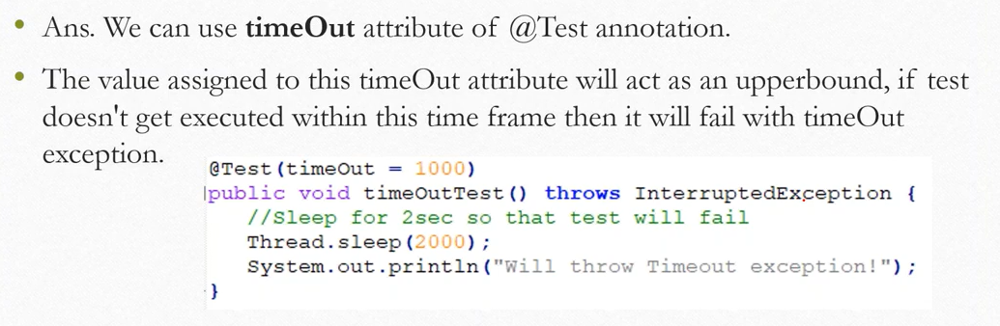 • Ans. We can use timeOut attribute of @Test annotation.
• The value assigned to this timeOut attribute will act as an upperbound, if test
doesn't get executed within this time frame then it will fail with timeOut
exception.
@Test(timeOut = 1000)
public void timeOutTest() throws InterruptedException {
//Sleep for 2sec so that test will fail
Thread.sleep(2000);
System.out.println("Will throw Timeout exception!");
}